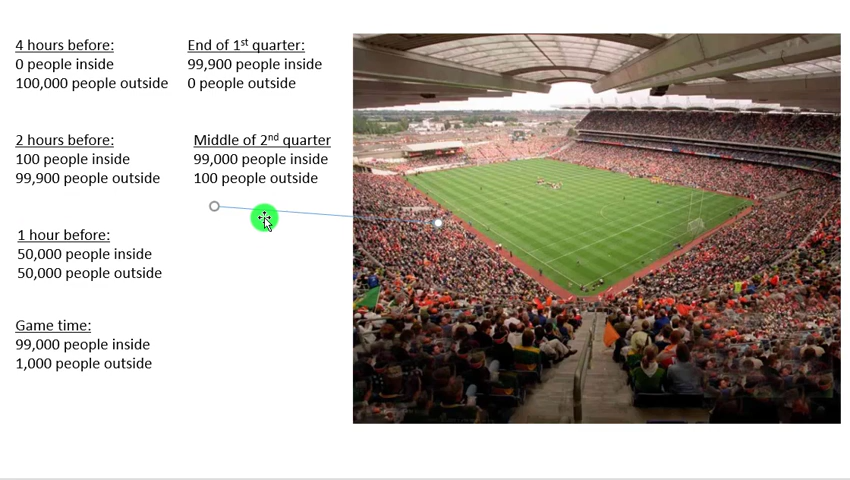 4 hours before:
0 people inside
100,000 people outside
2 hours before:
100 people inside
99,900 people outside
1 hour before:
50,000 people inside
50,000 people outside
Game time:
99,000 people inside
1,000 people outside
End of 1st quarter:
99,900 people inside
0 people outside
Middle of 2nd quarter
99,000 people inside
100 people outside